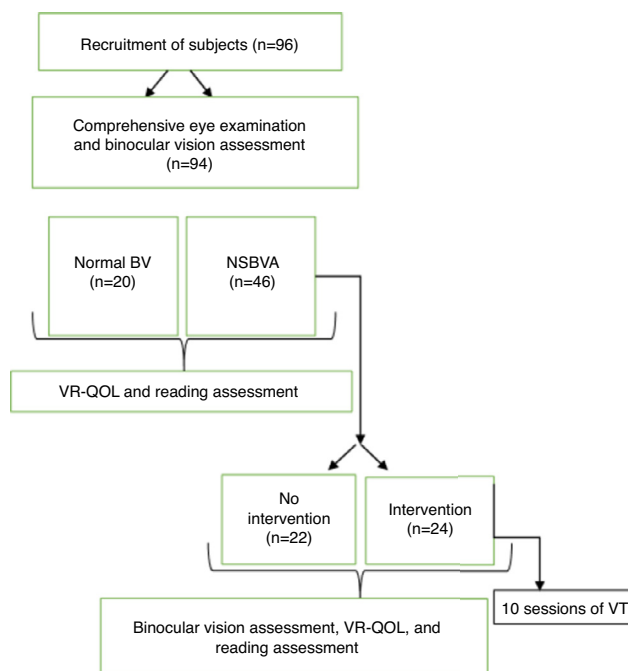 Recruitment of subjects (n=96)
Comprehensive eye examination
and binocular vision assessment
(n=94)
Normal BV
(n=20)
NSBVA
(n=46)
VR-QOL and reading assessment
No
intervention
(n=22)
Intervention
(n=24)
10 sessions of VT
Binocular vision assessment, VR-QOL, and
reading assessment